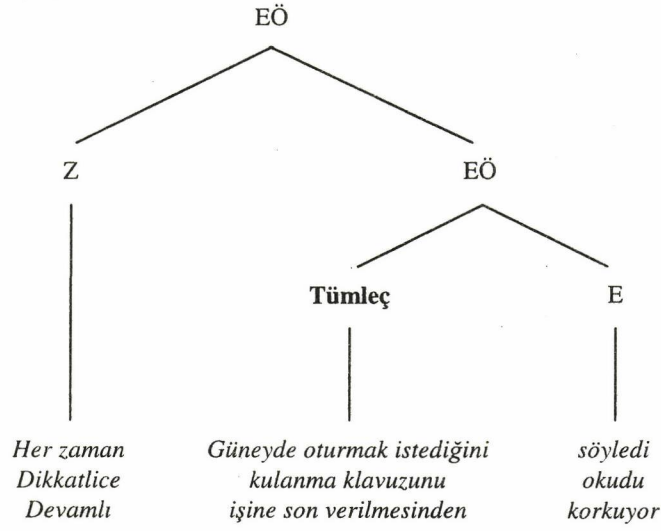 EÖ
Z EÖ
Tümleç E
Her zaman Güneyde oturmak istediğini söyledi
Dikkatlice kulanma klavuzunu okudu
Devamlı işine son verilmesinden korkuyor